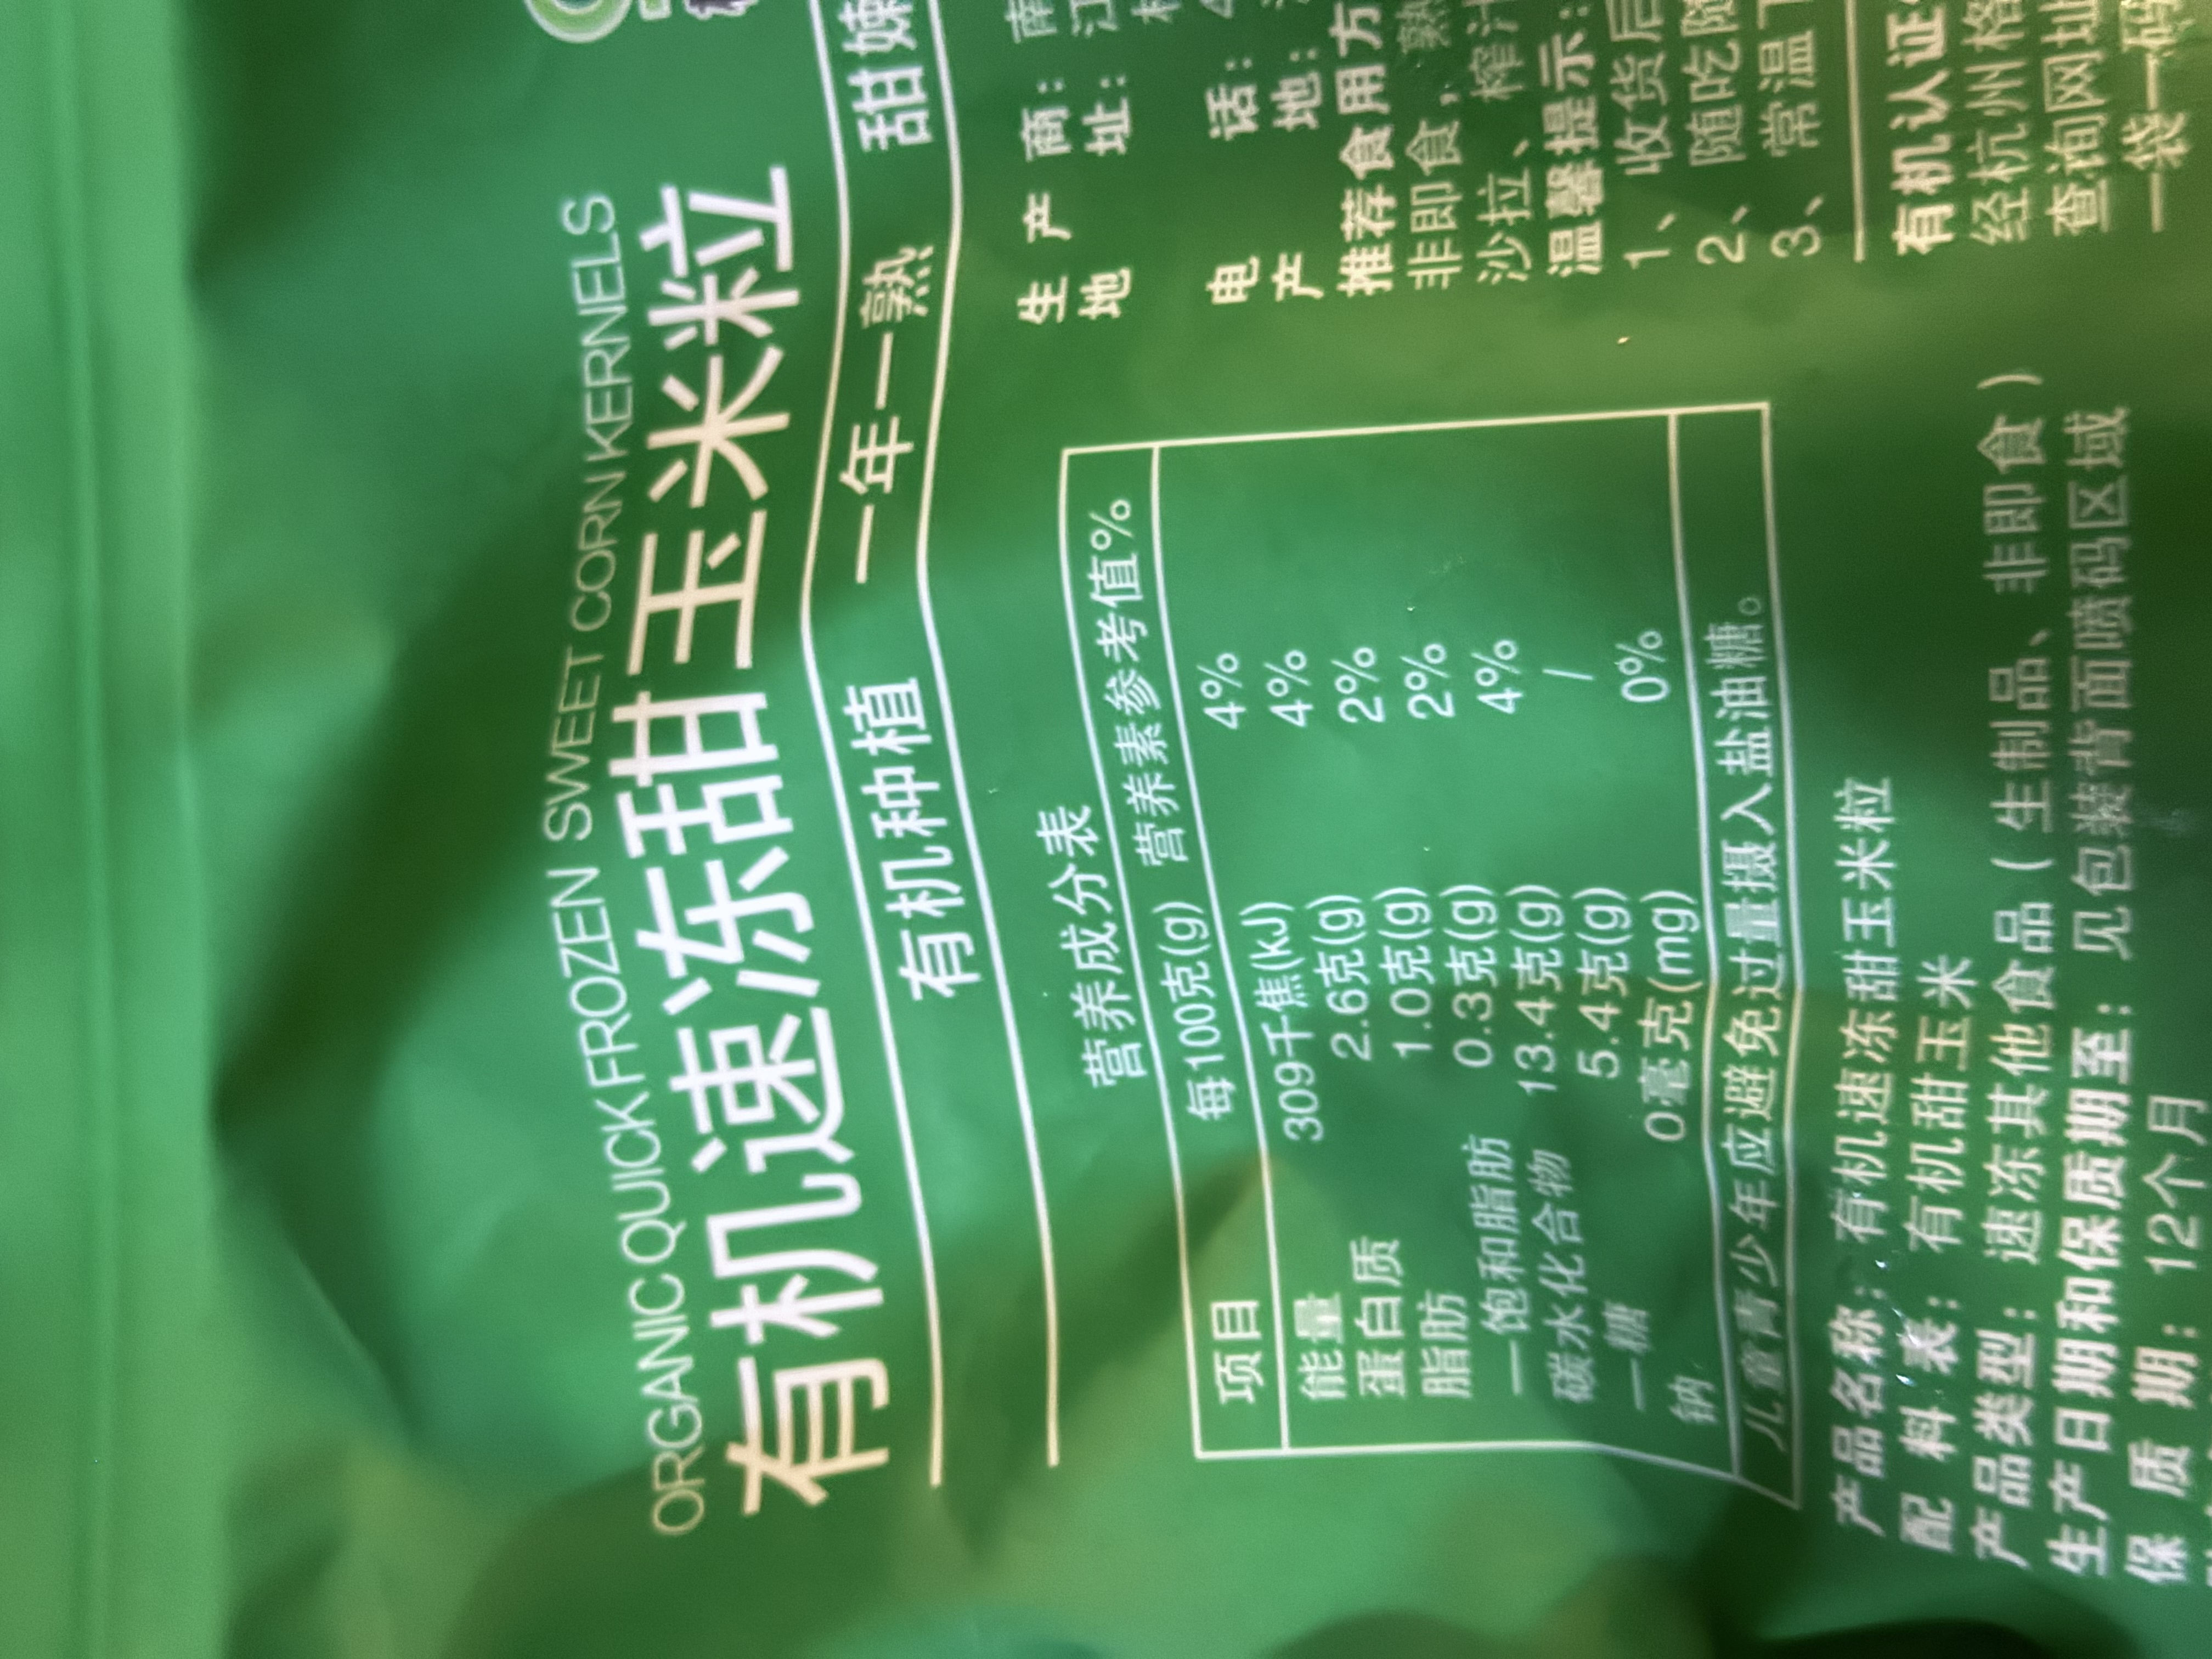 ORGANIC QUICK FROZEN SWEET CORN KERNELS
有机速冻甜玉米粒
有机种植 一年一熟 甜嫩
营养成分表
项目 每100克(g) 营养素参考值%
能量 309千焦(kJ) 4%
蛋白质 2.6克(g) 4%
脂肪 1.0克(g) 2%
—饱和脂肪 0.3克(g) 2%
碳水化合物 13.4克(g) 4%
—糖 5.4克(g) /
钠 0毫克(mg) 0%
儿童青少年应避免过量摄入盐油糖。
产品名称：有机速冻甜玉米粒
配料表：有机甜玉米
产品类型：速冻其他食品（生制品、非即食）
生产日期和保质期至：见包装背面喷码区域
保质期：12个月
生产商：南
地址：江
电话：
产地：
推荐食用方
非即食，熟
沙拉、榨汁
温馨提示：
1、收货后
2、随吃随
3、常温下
有机认证
经杭州格
查询网址
一袋一码